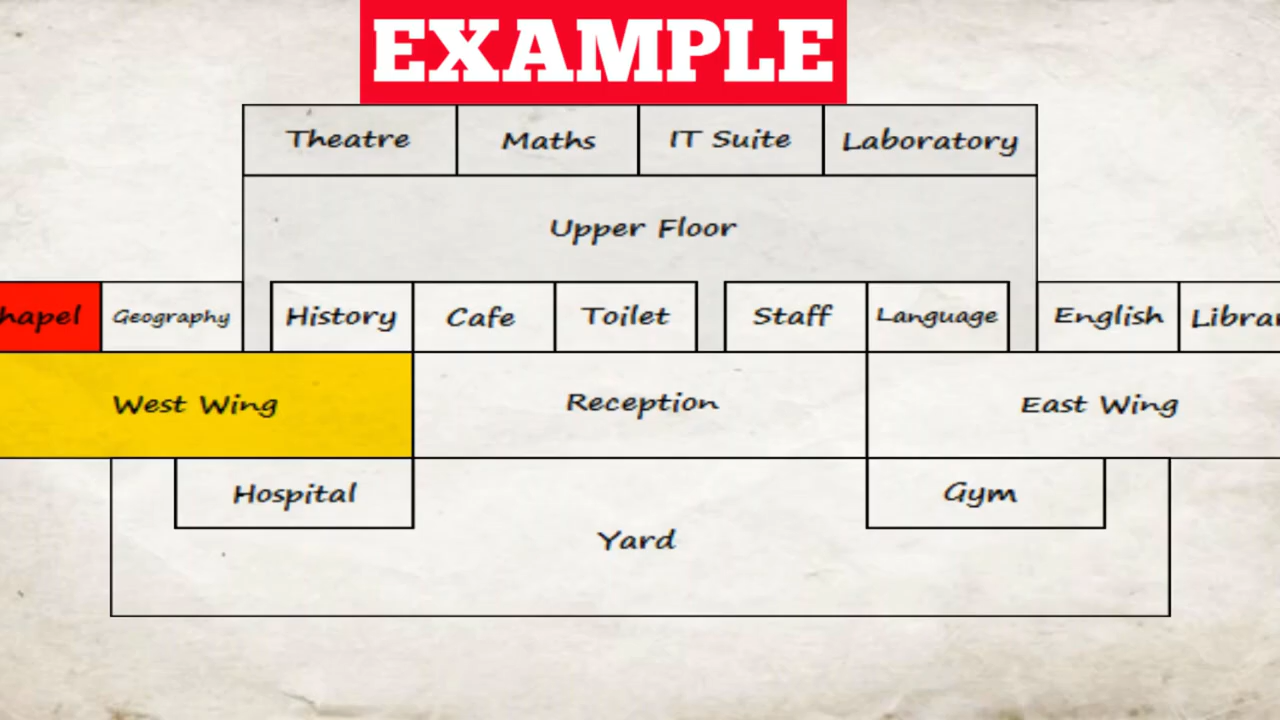 EXAMPLE
Theatre Maths IT Suite Laboratory
Upper Floor
hapel Geography History Cafe Toilet Staff Language English Librar
West Wing Reception East Wing
Hospital Gym
Yard